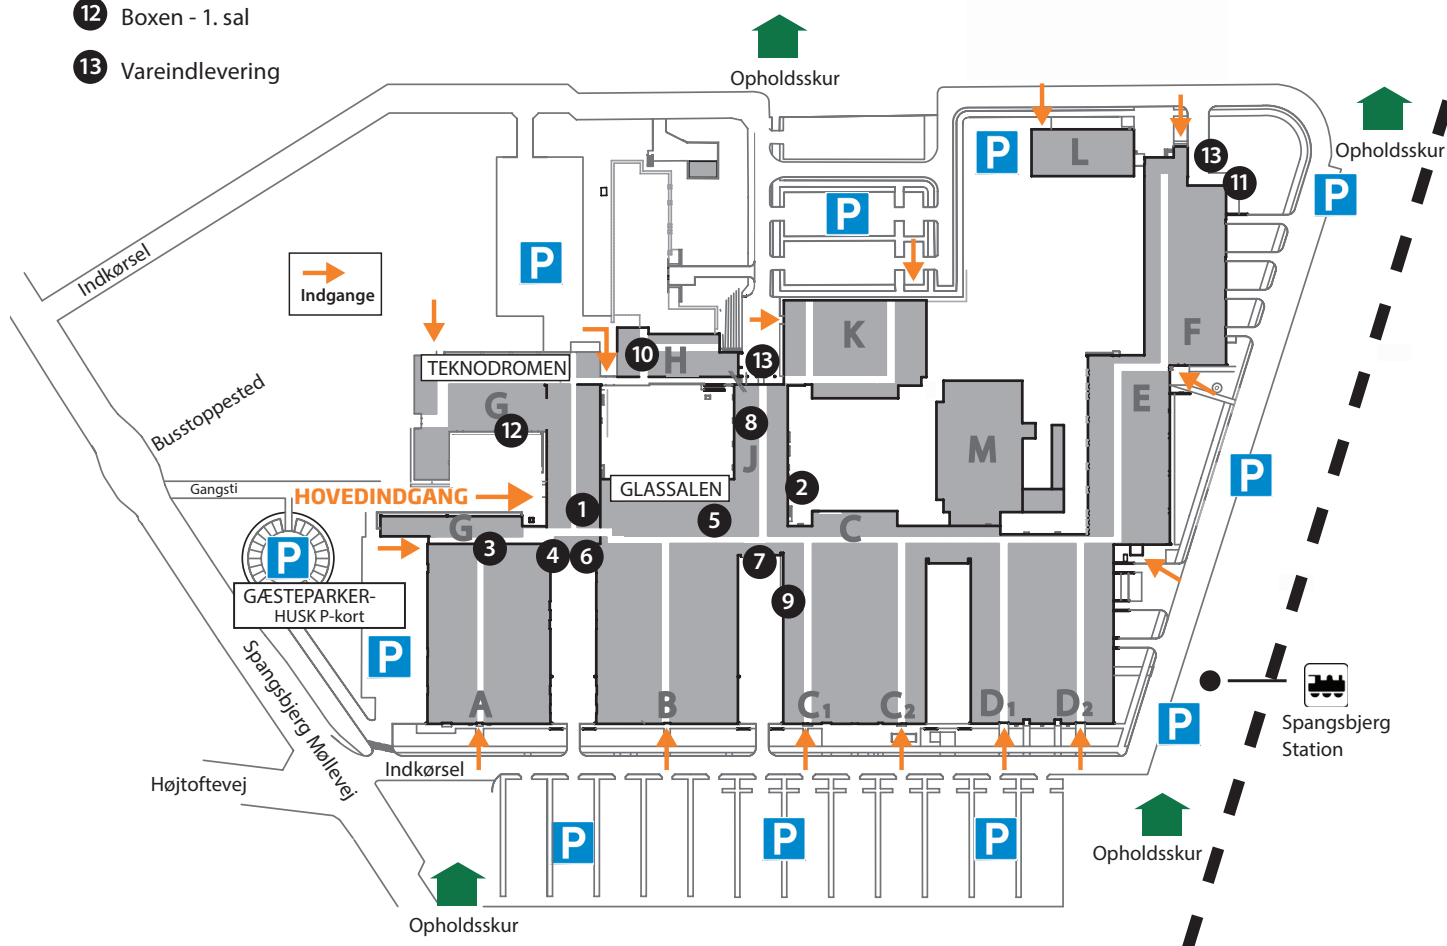 12 Boxen - 1. sal
13 Vareindlevering
Opholdsskur
Opholdsskur
P
L
13
11
P
P
Indkørsel
P
Indgange
F
K
10
H
13
TEKNODROMEN
E
G
12
8
J
M
Busstoppested
P
Gangsti
HOVEDINDGANG
GLASSALEN
2
1
5
G
C
3
4
6
7
P
9
GÆSTEPARKER-
HUSK P-kort
P
Spangsbjerg Møllevej
A
B
C1
C2
D1
D2
P
Spangsbjerg
Station
Indkørsel
Højtoftevej
P
P
P
Opholdsskur
Opholdsskur